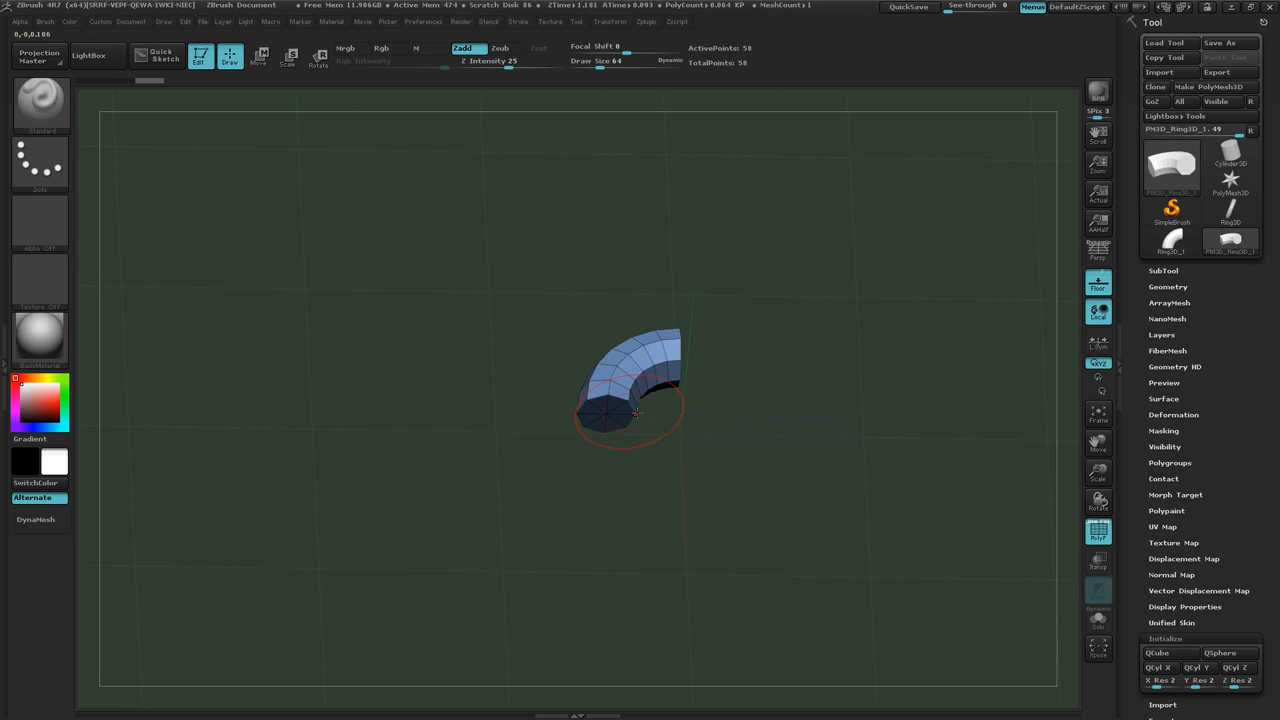 ZBrush 4R7 (x64)[SRRF-VEPF-QEWA-IWKI-NIEC] ZBrush Document • Free Mem 11.906GB • Active Mem 474 • Scratch Disk 86 • ZTime▸1.181 ATime▸0.093 • PolyCount▸0.064 KP • MeshCount▸1 QuickSave See-through 0 Menus DefaultZScript
Alpha Brush Color Custom Document Draw Edit File Layer Light Macro Marker Material Movie Picker Preferences Render Stencil Stroke Texture Tool Transform Zplugin Zscript
0,-0,0.106
Projection Master
LightBox
Quick Sketch
Edit
Draw
Move
Scale
Rotate
Mrgb Rgb M
Rgb Intensity
Zadd Zsub Zcut
Z Intensity 25
Focal Shift 0
Draw Size 64
Dynamic
ActivePoints: 58
TotalPoints: 58
Standard
Dots
Alpha Off
Texture Off
BasicMaterial
Gradient
SwitchColor
Alternate
DynaMesh
BPR
SPix 3
Scroll
Zoom
Actual
AAHalf
Dynamic
Persp
Floor
Local
L.Sym
XYZ
Frame
Move
Scale
Rotate
PolyF
Transp
Dynamic
Solo
Xpose
Tool
Load Tool Save As
Copy Tool Paste Tool
Import Export
Clone Make PolyMesh3D
GoZ All Visible R
Lightbox▸Tools
PM3D_Ring3D_1. 49 R
PM3D_Ring3D_1
Cylinder3D
PolyMesh3D
SimpleBrush Ring3D
Ring3D_1 PM3D_Ring3D_1
SubTool
Geometry
ArrayMesh
NanoMesh
Layers
FiberMesh
Geometry HD
Preview
Surface
Deformation
Masking
Visibility
Polygroups
Contact
Morph Target
Polypaint
UV Map
Texture Map
Displacement Map
Normal Map
Vector Displacement Map
Display Properties
Unified Skin
Initialize
QCube QSphere
QCyl X QCyl Y QCyl Z
X Res 2 Y Res 2 Z Res 2
Import